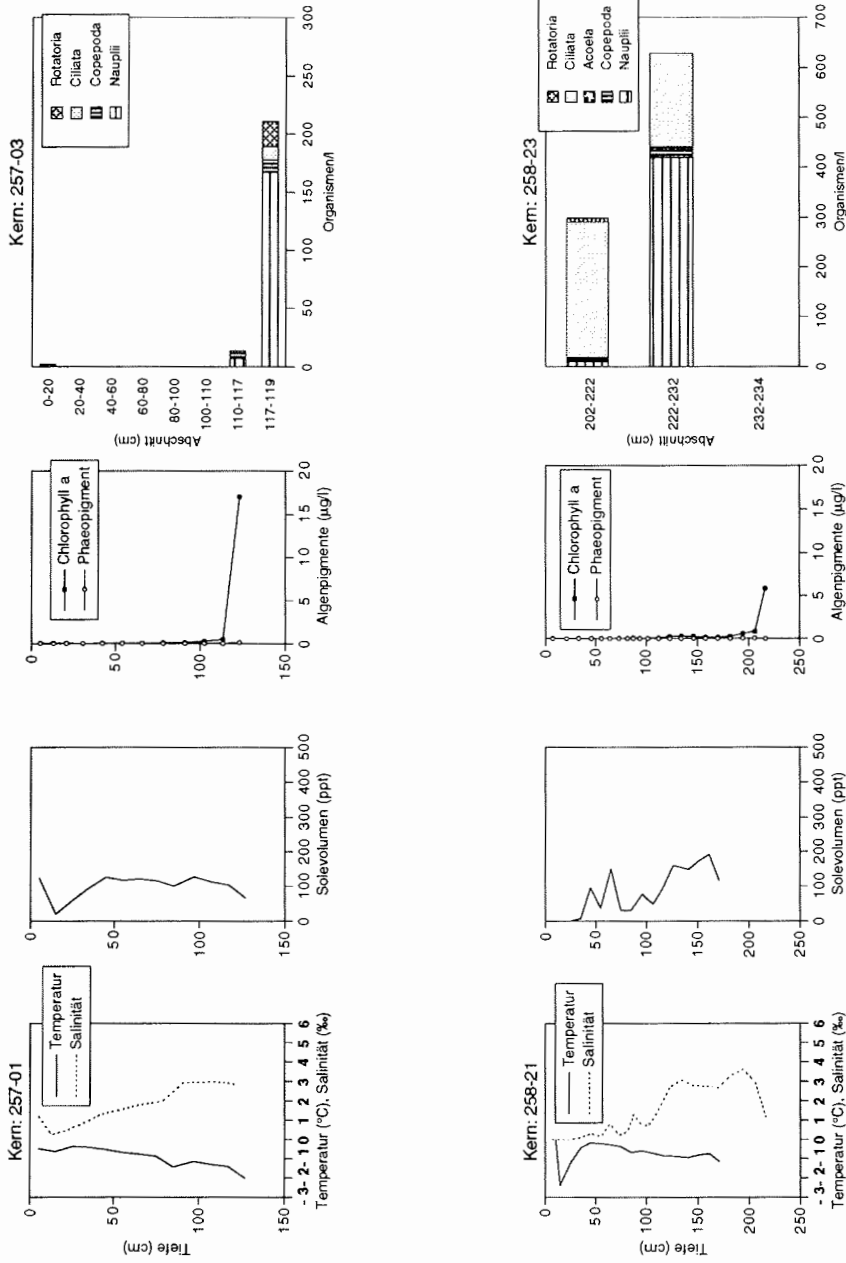 Kern: 257-01
Tiefe (cm)
0
50
100
150
Temperatur
Salinität
- 3 - 2 - 1 0 1 2 3 4 5 6
Temperatur (°C), Salinität (‰)
0
50
100
150
0 100 200 300 400 500
Solevolumen (ppt)
0
50
100
150
Chlorophyll a
Phaeopigment
0 5 10 15 20
Algenpigmente (µg/l)
Kern: 257-03
Abschnitt (cm)
0-20
20-40
40-60
60-80
80-100
100-110
110-117
117-119
Rotatoria
Ciliata
Copepoda
Nauplii
0 50 100 150 200 250 300
Organismen/l
Kern: 258-21
Tiefe (cm)
0
50
100
150
200
250
Temperatur
Salinität
- 3 - 2 - 1 0 1 2 3 4 5 6
Temperatur (°C), Salinität (‰)
0
50
100
150
200
250
0 100 200 300 400 500
Solevolumen (ppt)
0
50
100
150
200
250
Chlorophyll a
Phaeopigment
0 5 10 15 20
Algenpigmente (µg/l)
Kern: 258-23
Abschnitt (cm)
202-222
222-232
232-234
Rotatoria
Ciliata
Acoela
Copepoda
Nauplii
0 100 200 300 400 500 600 700
Organismen/l